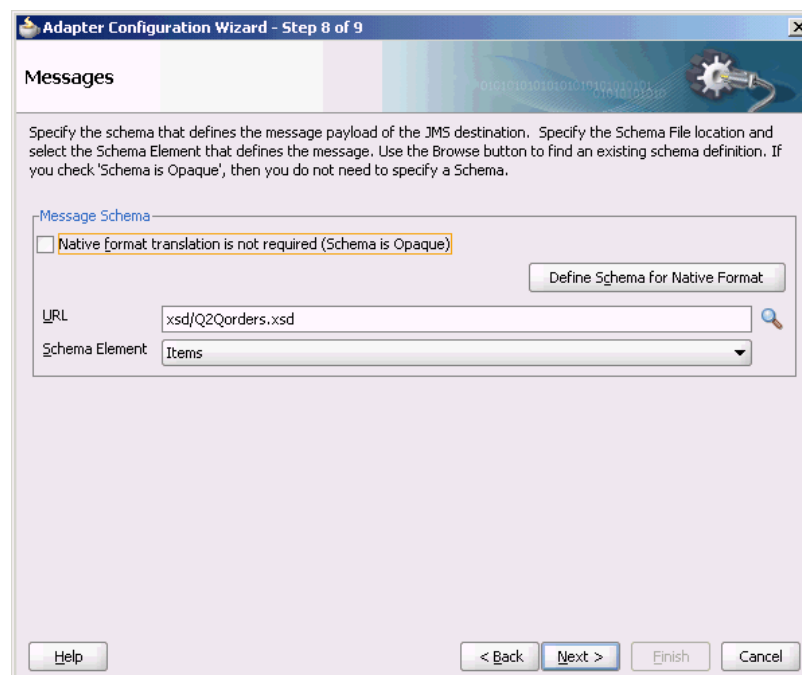 Adapter Configuration Wizard - Step 8 of 9
Messages
Specify the schema that defines the message payload of the JMS destination.  Specify the Schema File location and
select the Schema Element that defines the message. Use the Browse button to find an existing schema definition. If
you check 'Schema is Opaque', then you do not need to specify a Schema.
Message Schema
Native format translation is not required (Schema is Opaque)
Define Schema for Native Format
URL
xsd/Q2Qorders.xsd
Schema Element
Items
Help
< Back
Next >
Finish
Cancel